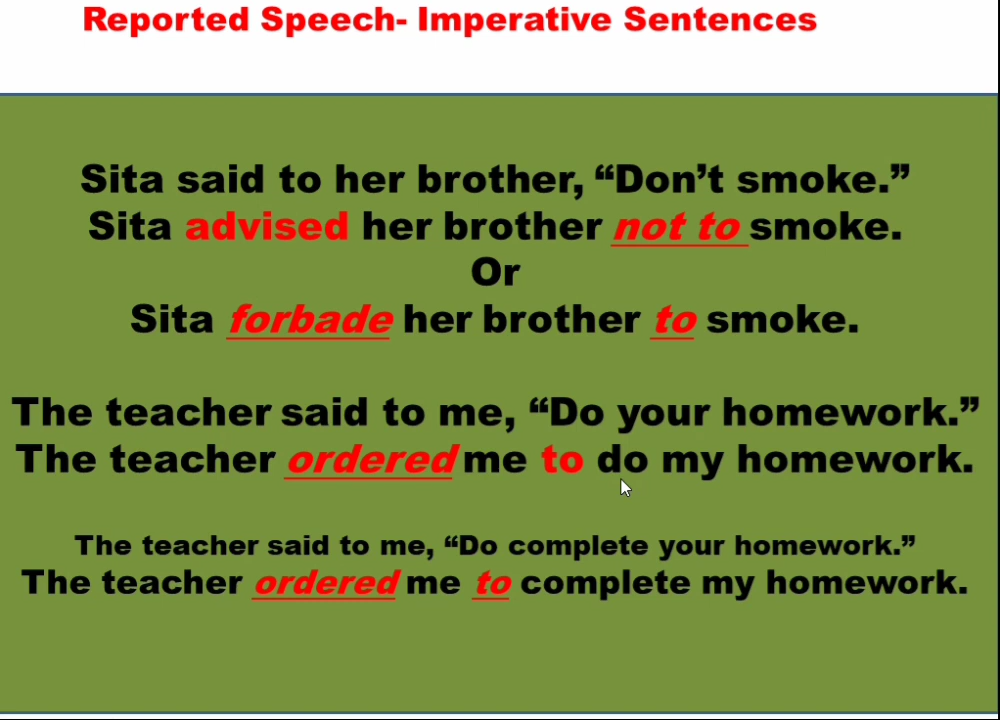 Reported Speech- Imperative Sentences
Sita said to her brother, “Don’t smoke.”
Sita advised her brother not to smoke.
Or
Sita forbade her brother to smoke.
The teacher said to me, “Do your homework.”
The teacher ordered me to do my homework.
The teacher said to me, “Do complete your homework.”
The teacher ordered me to complete my homework.